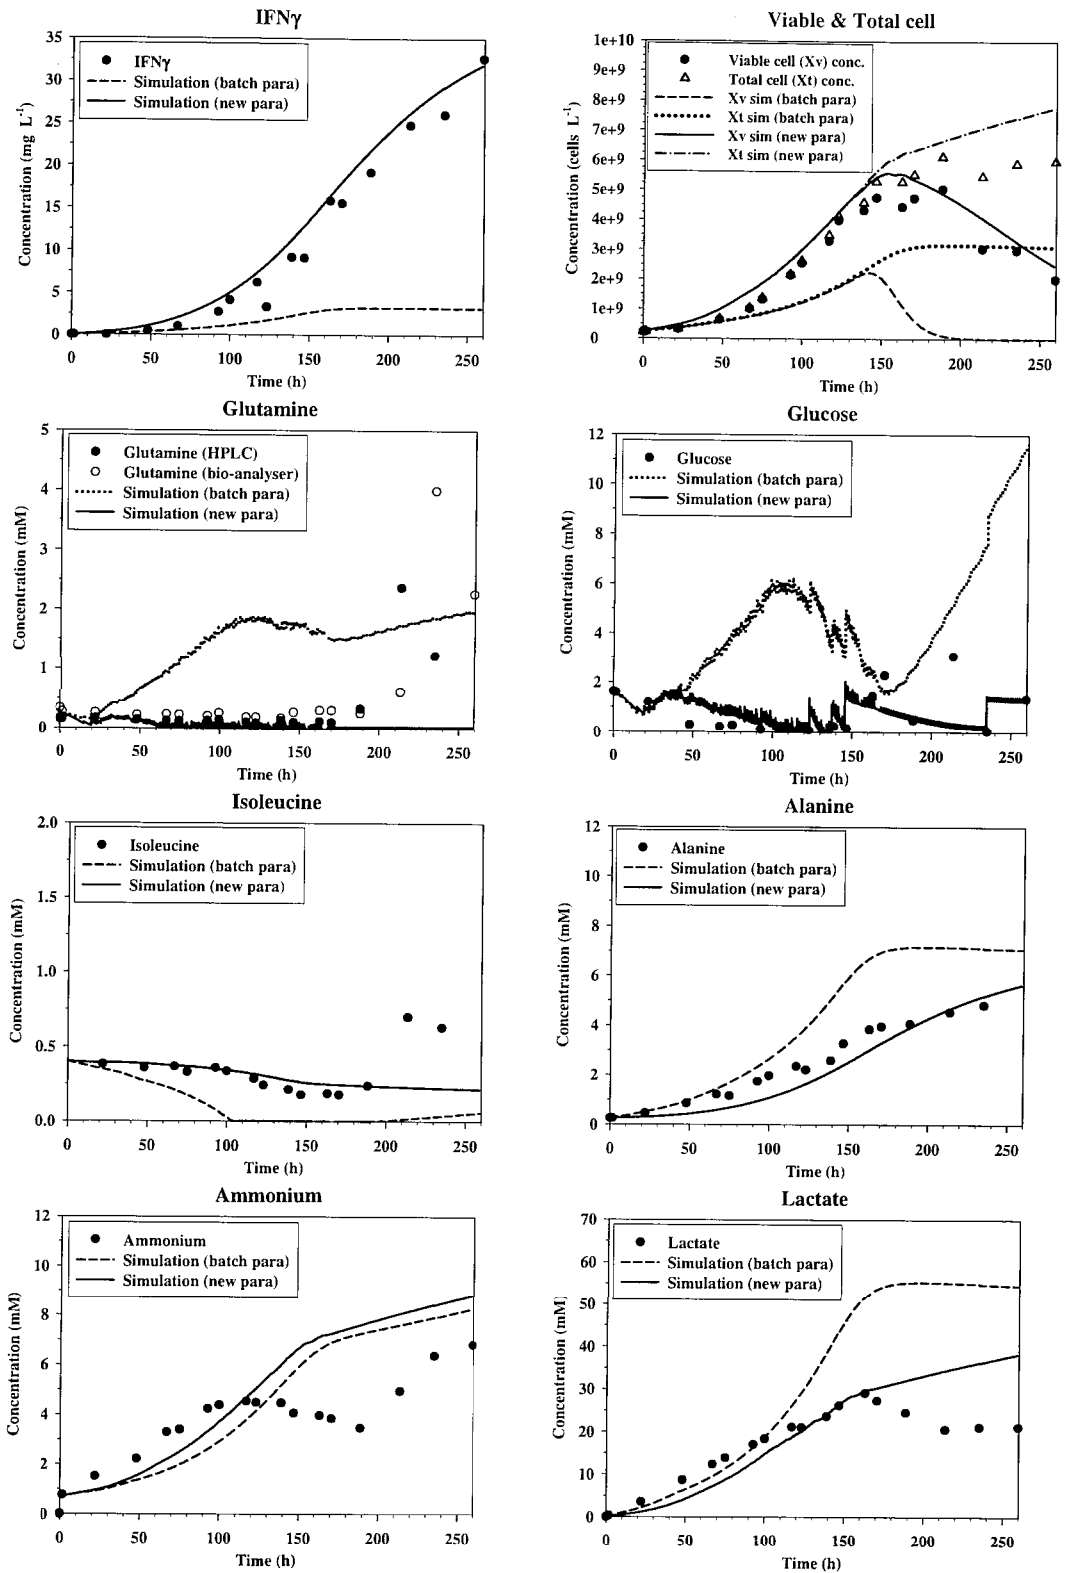 IFNγ
35
30
25
20
15
10
5
0
Concentration (mg L⁻¹)
IFNγ
Simulation (batch para)
Simulation (new para)
0 50 100 150 200 250
Time (h)
Viable & Total cell
1e+10
9e+9
8e+9
7e+9
6e+9
5e+9
4e+9
3e+9
2e+9
1e+9
0
Concentration (cells L⁻¹)
Viable cell (Xv) conc.
Total cell (Xt) conc.
Xv sim (batch para)
Xt sim (batch para)
Xv sim (new para)
Xt sim (new para)
0 50 100 150 200 250
Time (h)
Glutamine
5
4
3
2
1
0
Concentration (mM)
Glutamine (HPLC)
Glutamine (bio-analyser)
Simulation (batch para)
Simulation (new para)
0 50 100 150 200 250
Time (h)
Glucose
12
10
8
6
4
2
0
Concentration (mM)
Glucose
Simulation (batch para)
Simulation (new para)
0 50 100 150 200 250
Time (h)
Isoleucine
2.0
1.5
1.0
0.5
0.0
Concentration (mM)
Isoleucine
Simulation (batch para)
Simulation (new para)
0 50 100 150 200 250
Time (h)
Alanine
12
10
8
6
4
2
0
Concentration (mM)
Alanine
Simulation (batch para)
Simulation (new para)
0 50 100 150 200 250
Time (h)
Ammonium
12
10
8
6
4
2
0
Concentration (mM)
Ammonium
Simulation (batch para)
Simulation (new para)
0 50 100 150 200 250
Time (h)
Lactate
70
60
50
40
30
20
10
0
Concentration (mM)
Lactate
Simulation (batch para)
Simulation (new para)
0 50 100 150 200 250
Time (h)